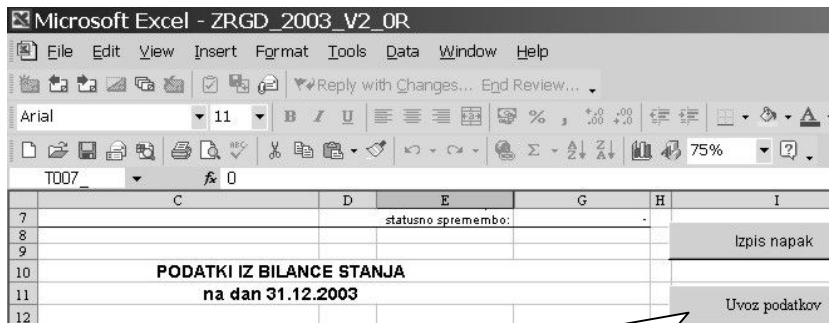 Microsoft Excel - ZRGD_2003_V2_0R
File Edit View Insert Format Tools Data Window Help
Reply with Changes... End Review...
Arial 11 B I U % ,
75%
T007_ fx 0
C D E G H I
7 statusno spremembo: -
8
Izpis napak
9
10 PODATKI IZ BILANCE STANJA
11 na dan 31.12.2003
Uvoz podatkov
12